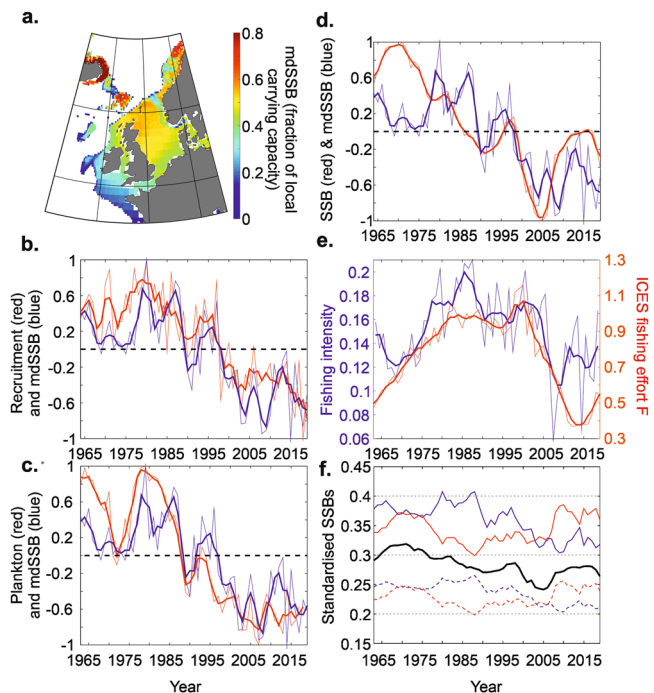 a.
0.8
0.6
0.4
0.2
0
mdSSB (fraction of local
carrying capacity)
d.
1
0.6
0.2
-0.2
-0.6
-1
SSB (red) & mdSSB (blue)
1965 1975 1985 1995 2005 2015
b.
1
0.6
0.2
-0.2
-0.6
-1
Recruitment (red)
and mdSSB (blue)
1965 1975 1985 1995 2005 2015
e.
0.2
0.18
0.16
0.14
0.12
0.1
0.08
0.06
Fishing intensity
1.3
1.1
0.9
0.7
0.5
0.3
ICES fishing effort F
1965 1975 1985 1995 2005 2015
c.
1
0.6
0.2
-0.2
-0.6
-1
Plankton (red)
and mdSSB (blue)
1965 1975 1985 1995 2005 2015
Year
f.
0.45
0.4
0.35
0.3
0.25
0.2
0.15
Standardised SSBs
1965 1975 1985 1995 2005 2015
Year